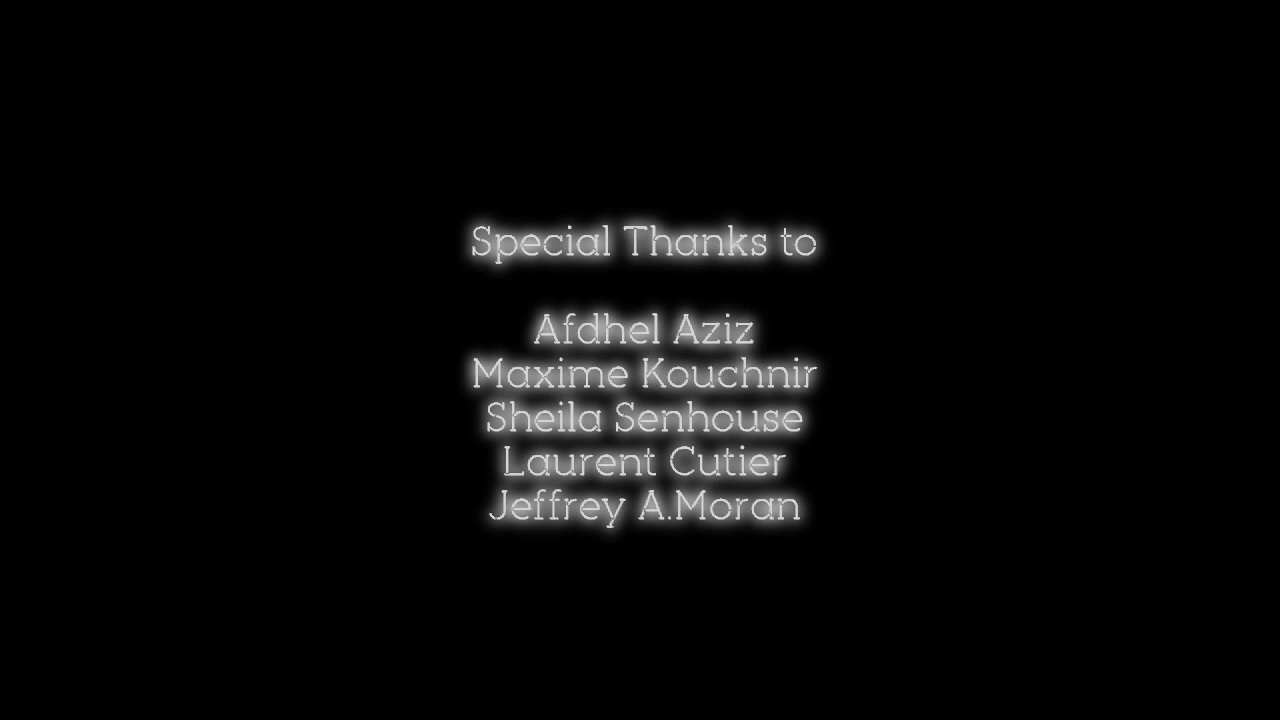 Special Thanks to
Afdhel Aziz
Maxime Kouchnir
Sheila Senhouse
Laurent Cutier
Jeffrey A.Moran